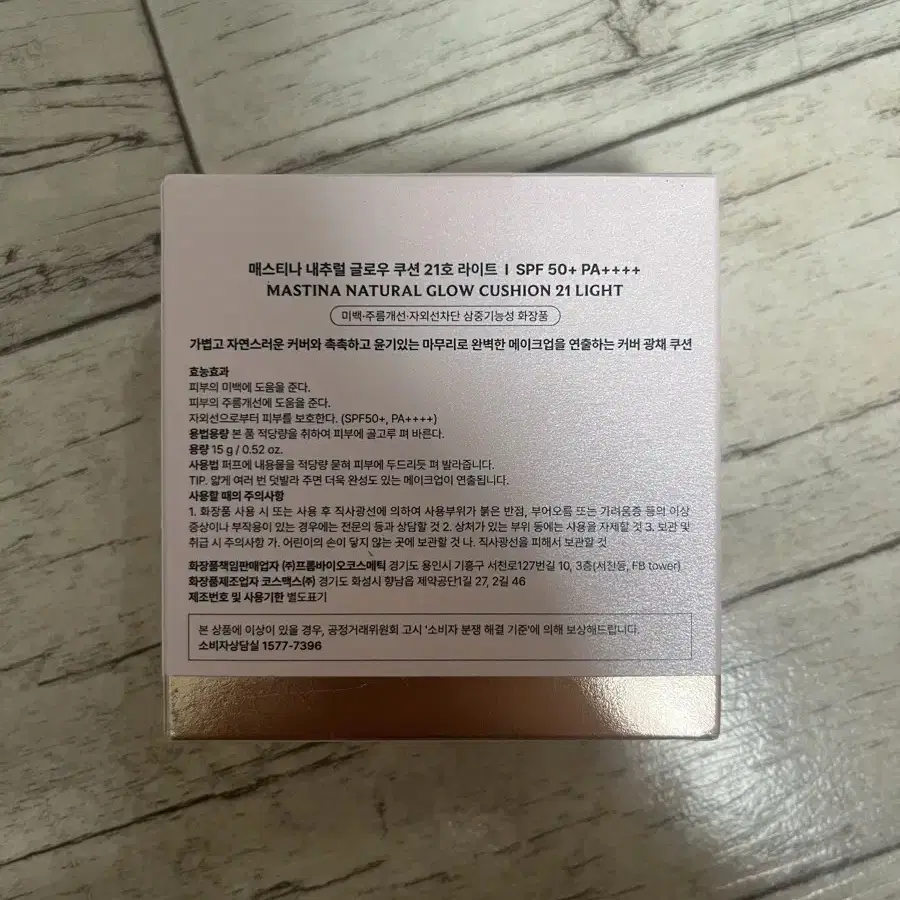 매스티나 내추럴 글로우 쿠션 21호 라이트 I SPF 50+ PA++++
MASTINA NATURAL GLOW CUSHION 21 LIGHT
미백·주름개선·자외선차단 삼중기능성 화장품
가볍고 자연스러운 커버와 촉촉하고 윤기있는 마무리로 완벽한 메이크업을 연출하는 커버 광채 쿠션
효능효과
피부의 미백에 도움을 준다.
피부의 주름개선에 도움을 준다.
자외선으로부터 피부를 보호한다. (SPF50+, PA++++)
용법용량 본 품 적당량을 취하여 피부에 골고루 펴 바른다.
용량 15 g / 0.52 oz.
사용법 퍼프에 내용물을 적당량 묻혀 피부에 두드리듯 펴 발라줍니다.
TIP. 얇게 여러 번 덧발라 주면 더욱 완성도 있는 메이크업이 연출됩니다.
사용할 때의 주의사항
1. 화장품 사용 시 또는 사용 후 직사광선에 의하여 사용부위가 붉은 반점, 부어오름 또는 가려움증 등의 이상
증상이나 부작용이 있는 경우에는 전문의 등과 상담할 것 2. 상처가 있는 부위 등에는 사용을 자제할 것 3. 보관 및
취급 시 주의사항 가. 어린이의 손이 닿지 않는 곳에 보관할 것 나. 직사광선을 피해서 보관할 것
화장품책임판매업자 (주)프롬바이오코스메틱 경기도 용인시 기흥구 서천로127번길 10, 3층(서천동, FB tower)
화장품제조업자 코스맥스(주) 경기도 화성시 향남읍 제약공단1길 27, 2길 46
제조번호 및 사용기한 별도표기
본 상품에 이상이 있을 경우, 공정거래위원회 고시 '소비자 분쟁 해결 기준'에 의해 보상해드립니다.
소비자상담실 1577-7396